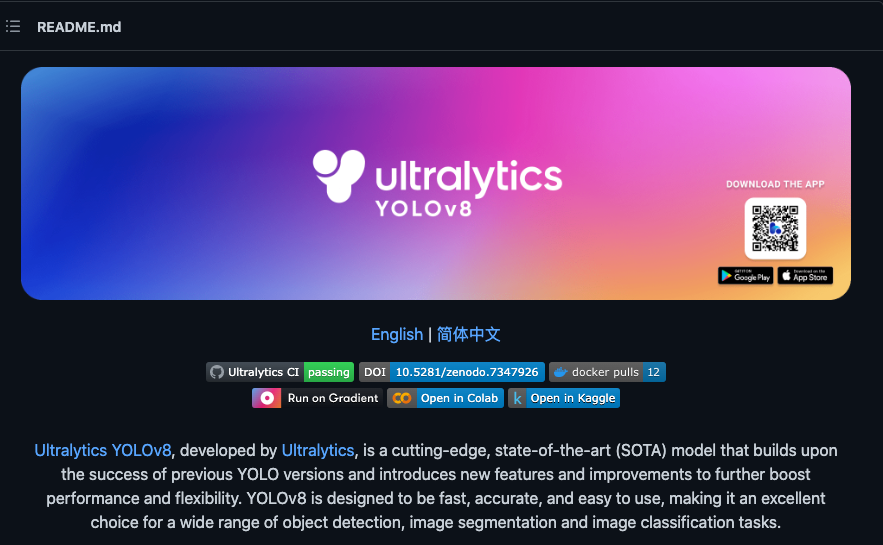 README.md
ultralytics
YOLOv8
DOWNLOAD THE APP
GET IT ON
Google Play
Download on the
App Store
English | 简体中文
Ultralytics CI passing DOI 10.5281/zenodo.7347926 docker pulls 12
Run on Gradient Open in Colab k Open in Kaggle
Ultralytics YOLOv8, developed by Ultralytics, is a cutting-edge, state-of-the-art (SOTA) model that builds upon
the success of previous YOLO versions and introduces new features and improvements to further boost
performance and flexibility. YOLOv8 is designed to be fast, accurate, and easy to use, making it an excellent
choice for a wide range of object detection, image segmentation and image classification tasks.